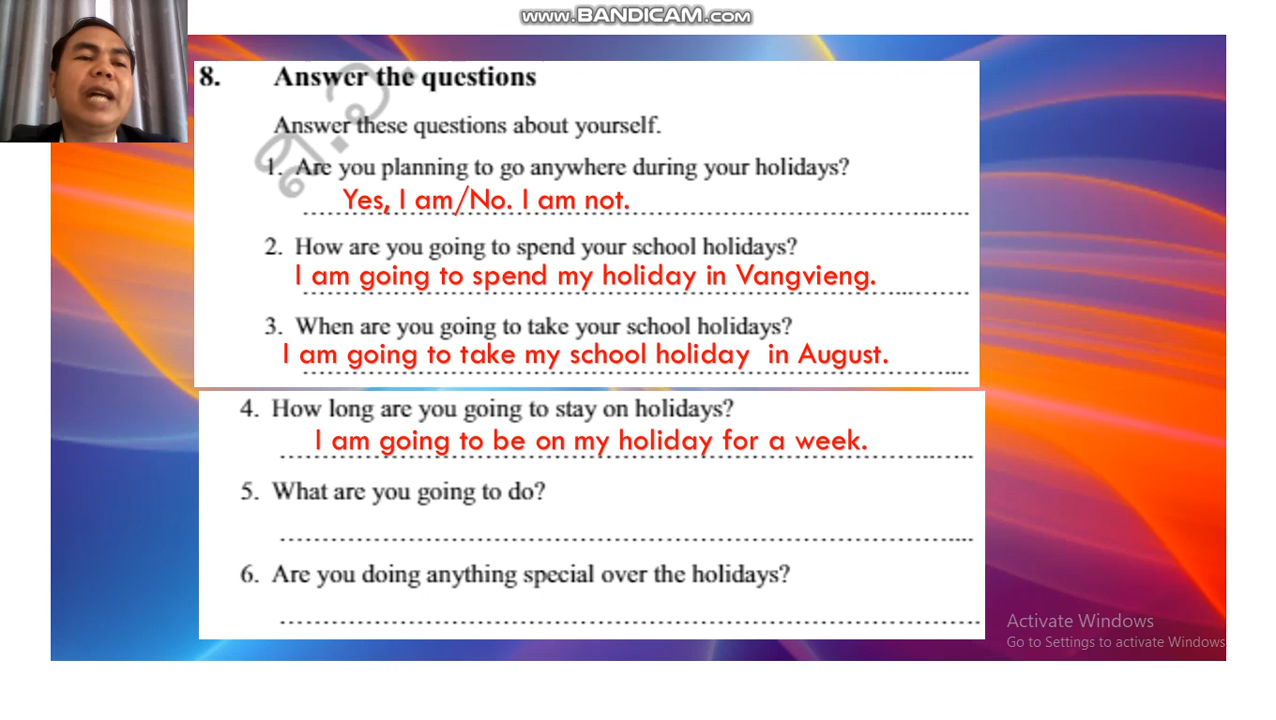 www.BANDICAM.com
8. Answer the questions
Answer these questions about yourself.
1. Are you planning to go anywhere during your holidays?
Yes, I am/No. I am not.
2. How are you going to spend your school holidays?
I am going to spend my holiday in Vangvieng.
3. When are you going to take your school holidays?
I am going to take my school holiday in August.
4. How long are you going to stay on holidays?
I am going to be on my holiday for a week.
5. What are you going to do?
6. Are you doing anything special over the holidays?
Activate Windows
Go to Settings to activate Windows